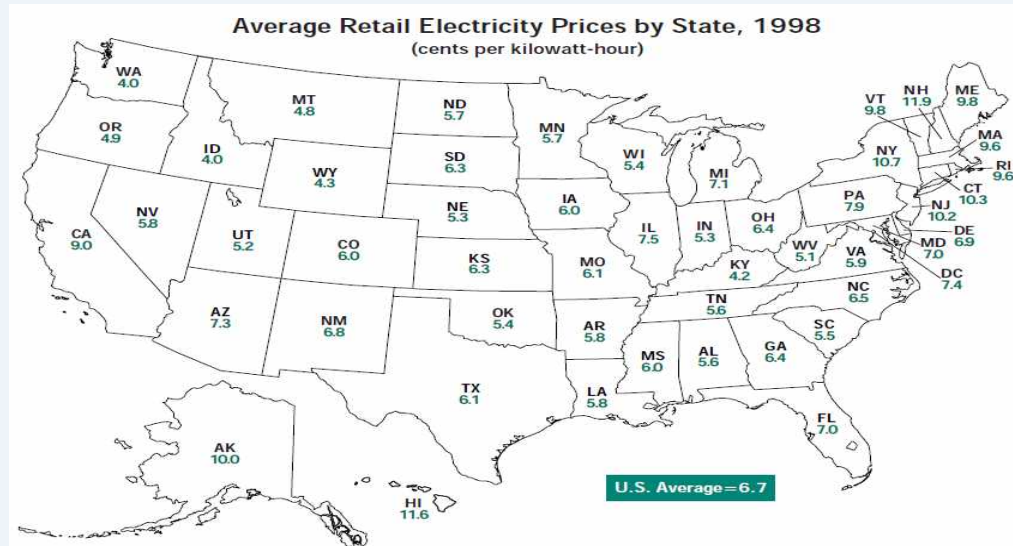 Average Retail Electricity Prices by State, 1998
(cents per kilowatt-hour)
WA
4.0
MT
4.8
ND
5.7
MN
5.7
VT
9.8
NH
11.9
ME
9.8
OR
4.9
ID
4.0
WY
4.3
SD
6.3
WI
5.4
MI
7.1
NY
10.7
MA
9.6
RI
9.6
CT
10.3
NJ
10.2
DE
6.9
MD
7.0
DC
7.4
CA
9.0
NV
5.8
UT
5.2
CO
6.0
NE
5.3
IA
6.0
IL
7.5
IN
5.3
OH
6.4
PA
7.9
KS
6.3
MO
6.1
KY
4.2
WV
5.1
VA
5.9
AZ
7.3
NM
6.8
OK
5.4
AR
5.8
TN
5.6
NC
6.5
SC
5.5
TX
6.1
LA
5.8
MS
6.0
AL
5.6
GA
6.4
FL
7.0
AK
10.0
HI
11.6
U.S. Average=6.7